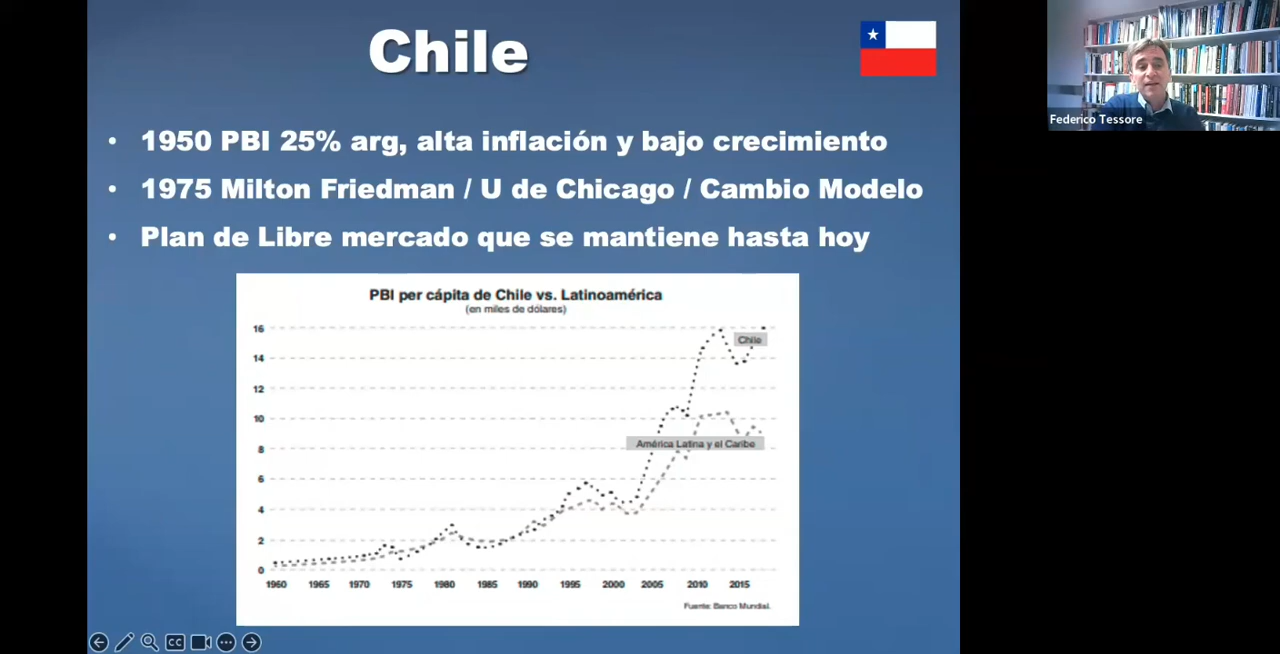 Chile
Federico Tessore
• 1950 PBI 25% arg, alta inflación y bajo crecimiento
• 1975 Milton Friedman / U de Chicago / Cambio Modelo
• Plan de Libre mercado que se mantiene hasta hoy
PBI per cápita de Chile vs. Latinoamérica
(en miles de dólares)
16
Chile
14
12
10
América Latina y el Caribe
8
6
4
2
0
1960 1965 1970 1975 1980 1985 1990 1995 2000 2005 2010 2015
Fuente: Banco Mundial.
CC